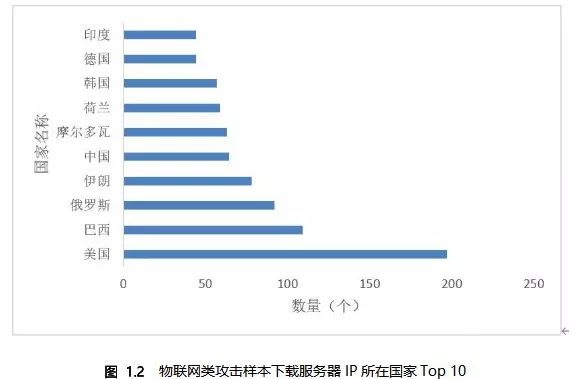 国家名称
印度
德国
韩国
荷兰
摩尔多瓦
中国
伊朗
俄罗斯
巴西
美国
0 50 100 150 200 250
数量（个）
图 1.2 物联网类攻击样本下载服务器 IP 所在国家 Top 10